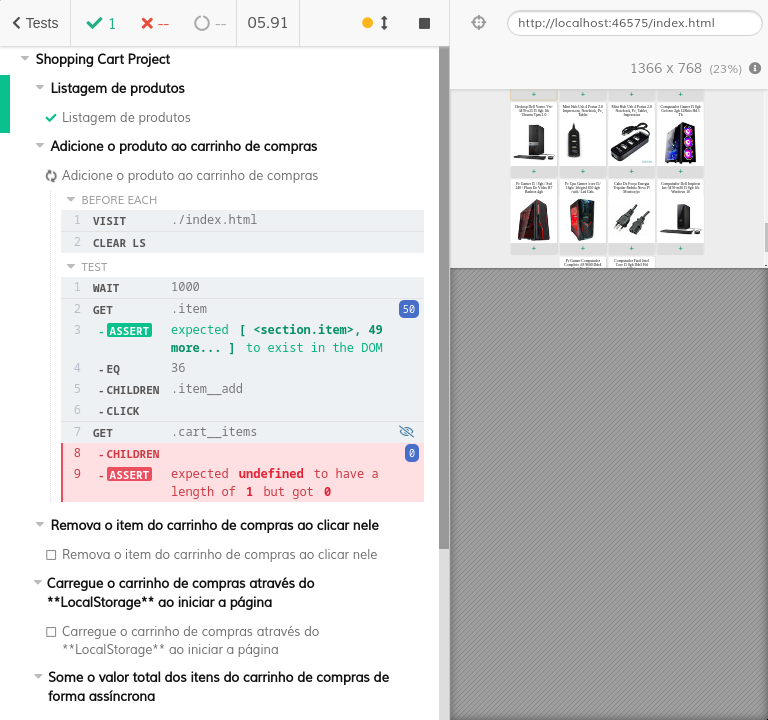 Tests
1
--
--
05.91
http://localhost:46575/index.html
1366 x 768 (23%)
Shopping Cart Project
Listagem de produtos
Listagem de produtos
Adicione o produto ao carrinho de compras
Adicione o produto ao carrinho de compras
BEFORE EACH
1 VISIT ./index.html
2 CLEAR LS
TEST
1 WAIT 1000
2 GET .item 50
3 -ASSERT expected [ <section.item>, 49
more... ] to exist in the DOM
4 -EQ 36
5 -CHILDREN .item__add
6 -CLICK
7 GET .cart__items
8 -CHILDREN 0
9 -ASSERT expected undefined to have a
length of 1 but got 0
Remova o item do carrinho de compras ao clicar nele
Remova o item do carrinho de compras ao clicar nele
Carregue o carrinho de compras através do
**LocalStorage** ao iniciar a página
Carregue o carrinho de compras através do
**LocalStorage** ao iniciar a página
Some o valor total dos itens do carrinho de compras de
forma assíncrona